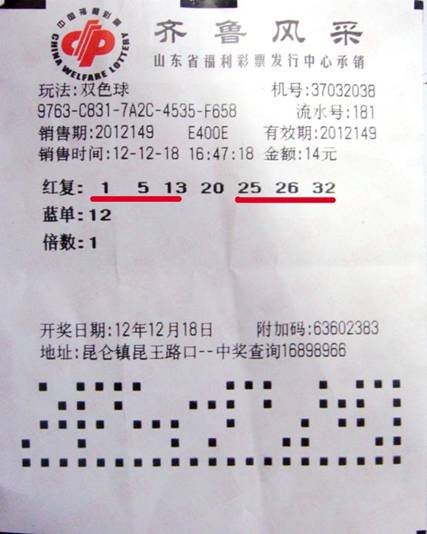 中国福利彩票
CHINA WELFARE LOTTERY
齐鲁风采
山东省福利彩票发行中心承销
玩法:双色球 机号:37032038
9763-C831-7A2C-4535-F658 流水号:181
销售期:2012149 E400E 有效期:2012149
销售时间:12-12-18 16:47:18 金额:14元
红复: 1 5 13 20 25 26 32
蓝单:12
倍数:1
开奖日期:12年12月18日 附加码:63602383
地址:昆仑镇昆王路口--中奖查询16898966